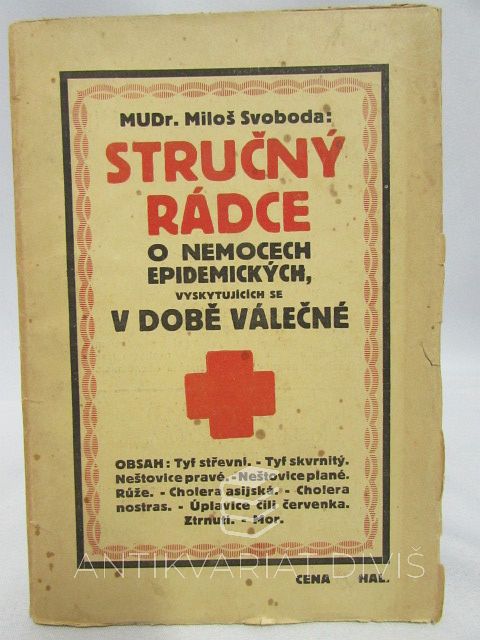 MUDr. Miloš Svoboda:
STRUČNÝ
RÁDCE
O NEMOCECH
EPIDEMICKÝCH,
VYSKYTUJÍCÍCH SE
V DOBĚ VÁLEČNÉ
OBSAH: Tyf střevní. - Tyf skvrnitý.
Neštovice pravé. - Neštovice plané.
Růže. - Cholera asijská. - Cholera
nostras. - Úplavice čili červenka.
Ztrnutí. - Mor.
ANTIKVARIÁT DIVIŠ
CENA HAL.